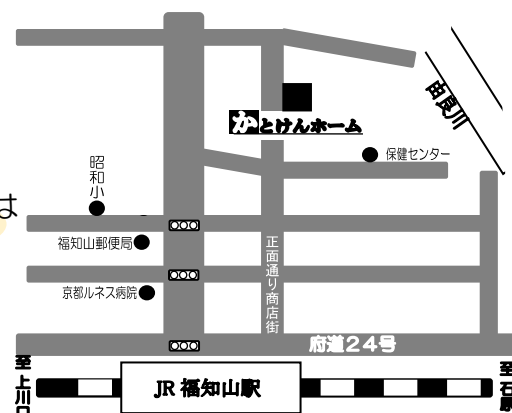 由良川
かとけんホーム
保健センター
昭和小
は
福知山郵便局
正面通り商店街
京都ルネス病院
府道24号
至上川口
JR 福知山駅
至石原